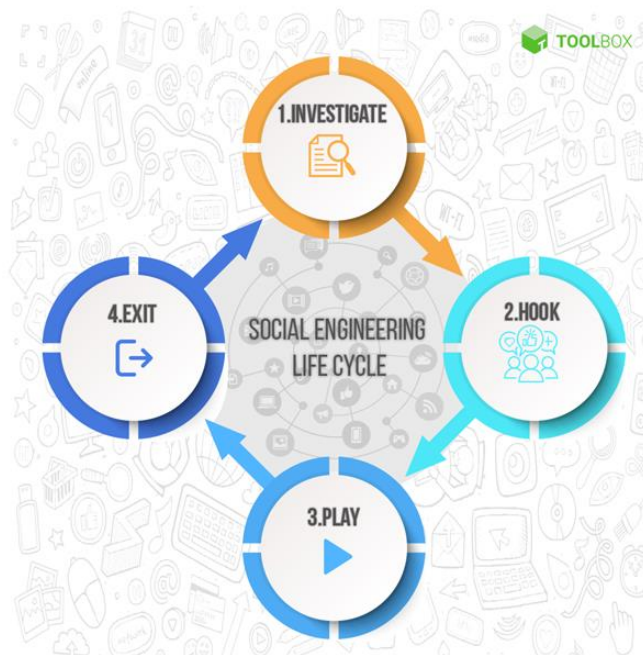 TOOLBOX
1.INVESTIGATE
2.HOOK
SOCIAL ENGINEERING
LIFE CYCLE
4.EXIT
3.PLAY